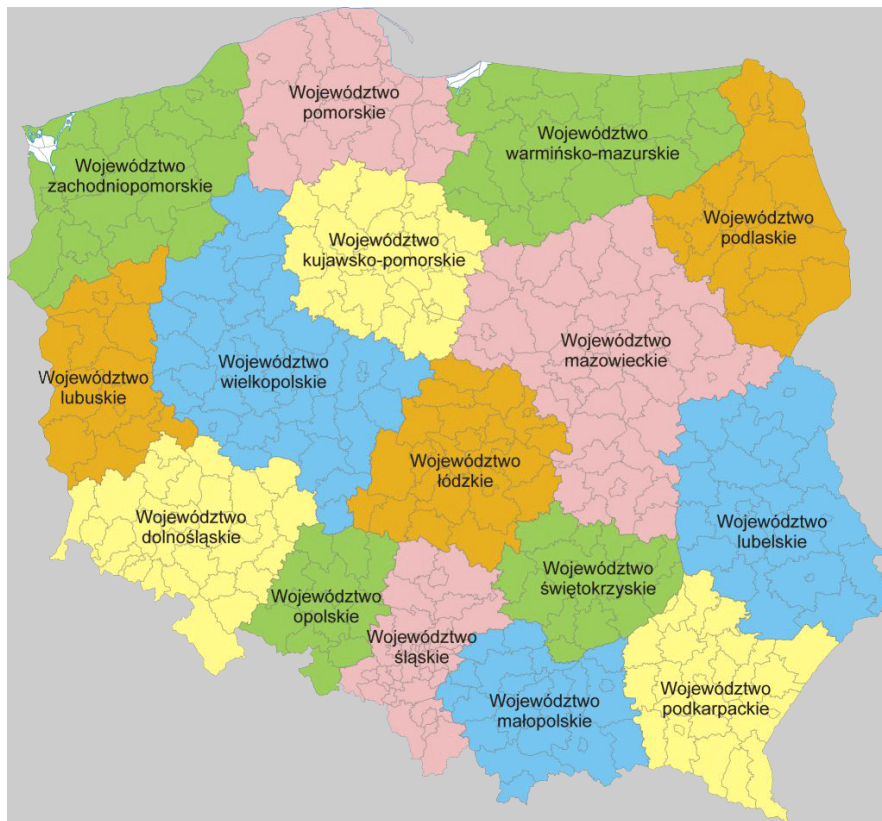 Województwo
pomorskie
Województwo
warmińsko-mazurskie
Województwo
zachodniopomorskie
Województwo
podlaskie
Województwo
kujawsko-pomorskie
Województwo
mazowieckie
Województwo
wielkopolskie
Województwo
lubuskie
Województwo
łódzkie
Województwo
dolnośląskie
Województwo
lubelskie
Województwo
świętokrzyskie
Województwo
opolskie
Województwo
śląskie
Województwo
małopolskie
Województwo
podkarpackie